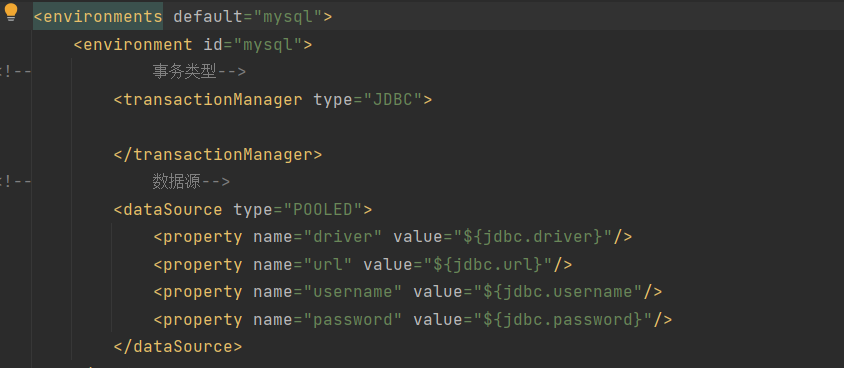 <environments default="mysql">
<environment id="mysql">
<!-- 事务类型-->
<transactionManager type="JDBC">
</transactionManager>
<!-- 数据源-->
<dataSource type="POOLED">
<property name="driver" value="${jdbc.driver}"/>
<property name="url" value="${jdbc.url}"/>
<property name="username" value="${jdbc.username"/>
<property name="password" value="${jdbc.password}"/>
</dataSource>